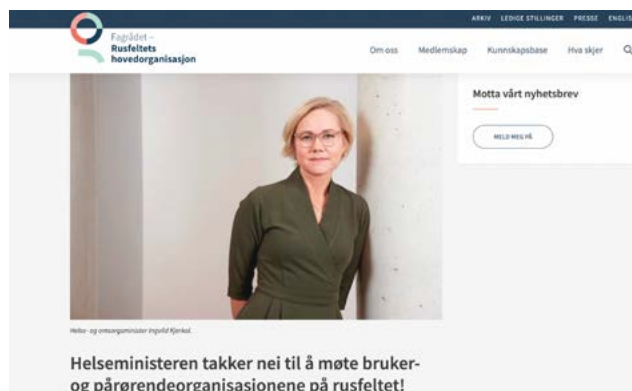 ARKIV LEDIGE STILLINGER PRESSE ENGLIS
Fagrådet –
Rusfeltets
hovedorganisasjon
Om oss Medlemskap Kunnskapsbase Hva skjer
Motta vårt nyhetsbrev
MELD MEG PÅ
Helse- og omsorgsminister Ingvild Kjerkol.
Helseministeren takker nei til å møte bruker-
og pårørendeorganisasjonene på rusfeltet!